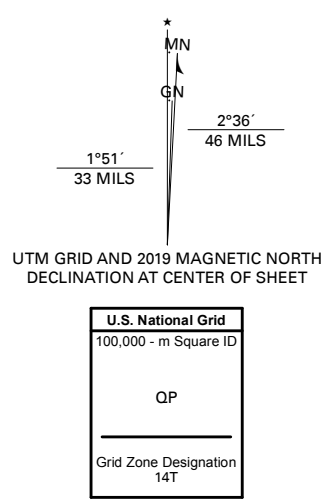 ★
MN
GN
2°36´
46 MILS
1°51´
33 MILS
UTM GRID AND 2019 MAGNETIC NORTH
DECLINATION AT CENTER OF SHEET
U.S. National Grid
100,000 - m Square ID
QP
Grid Zone Designation
14T